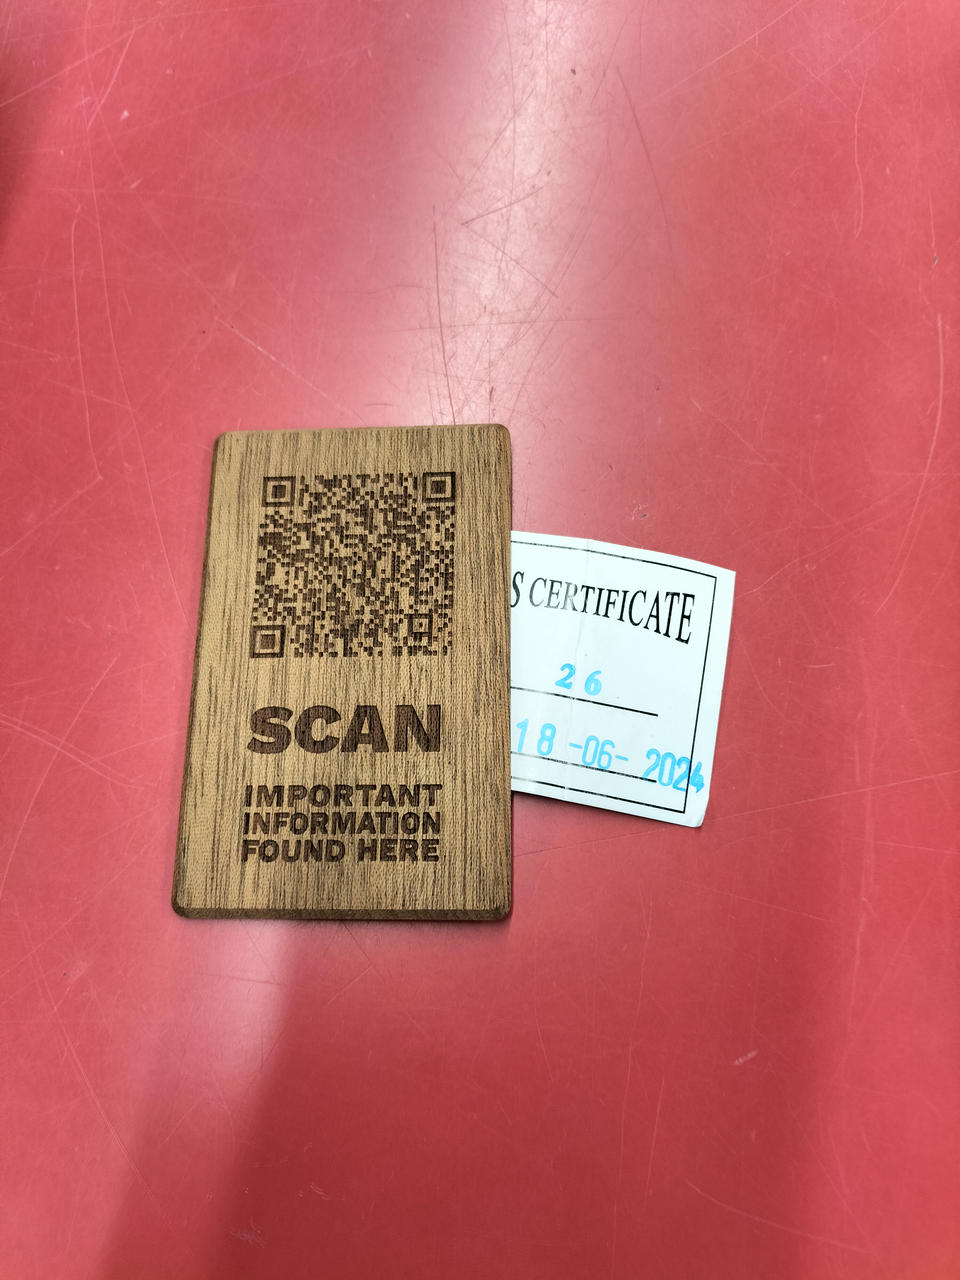 SCAN
IMPORTANT
INFORMATION
FOUND HERE
S CERTIFICATE
26
18-06-2024